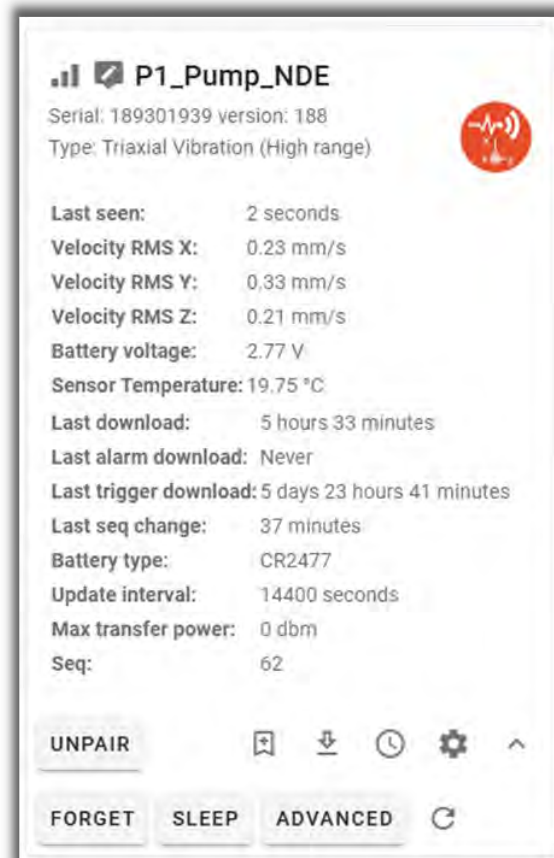 P1_Pump_NDE
Serial: 189301939 version: 188
Type: Triaxial Vibration (High range)
Last seen: 2 seconds
Velocity RMS X: 0.23 mm/s
Velocity RMS Y: 0.33 mm/s
Velocity RMS Z: 0.21 mm/s
Battery voltage: 2.77 V
Sensor Temperature: 19.75 °C
Last download: 5 hours 33 minutes
Last alarm download: Never
Last trigger download: 5 days 23 hours 41 minutes
Last seq change: 37 minutes
Battery type: CR2477
Update interval: 14400 seconds
Max transfer power: 0 dbm
Seq: 62
UNPAIR
FORGET SLEEP ADVANCED